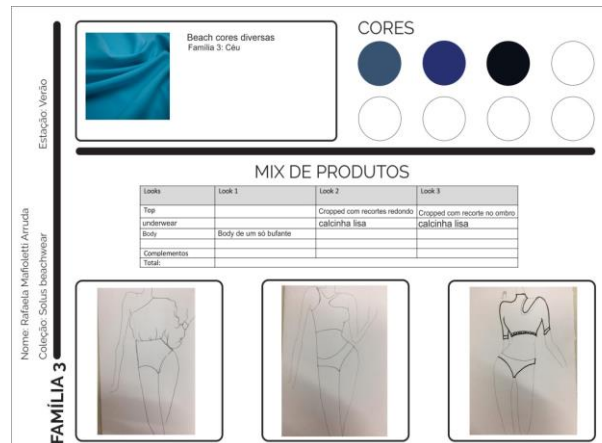 Beach cores diversas
Família 3: Céu
CORES
Estação: Verão
Nome: Rafaela Mafioletti Arruda
Coleção: Solus beachwear
FAMÍLIA 3
MIX DE PRODUTOS
Looks Look 1 Look 2 Look 3
Top Cropped com recortes redondo Cropped com recorte no ombro
underwear calcinha lisa calcinha lisa
Body Body de um só bufante
Complementos
Total: